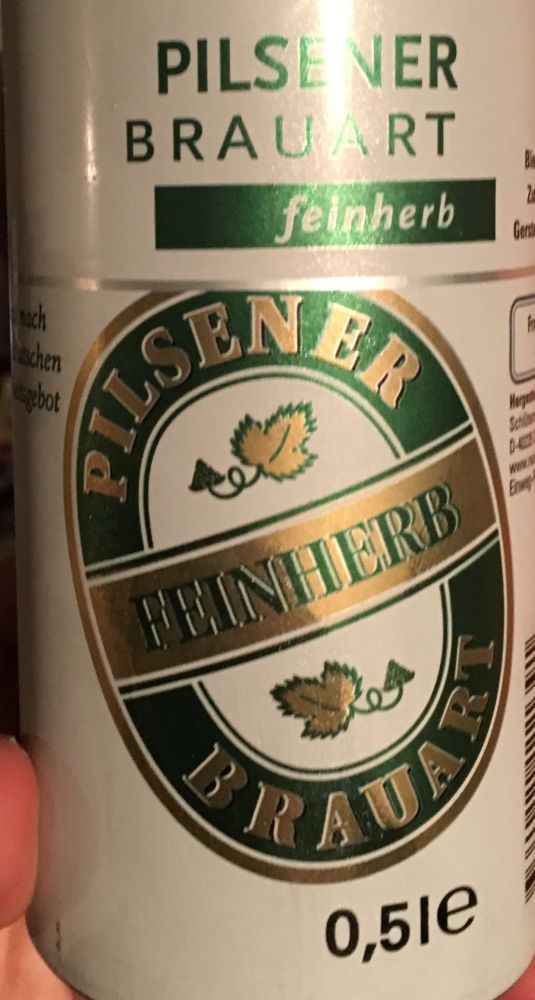 PILSENER
BRAUART
feinherb
nach
PILSENER
FEINHERB
BRAUART
0,5l e